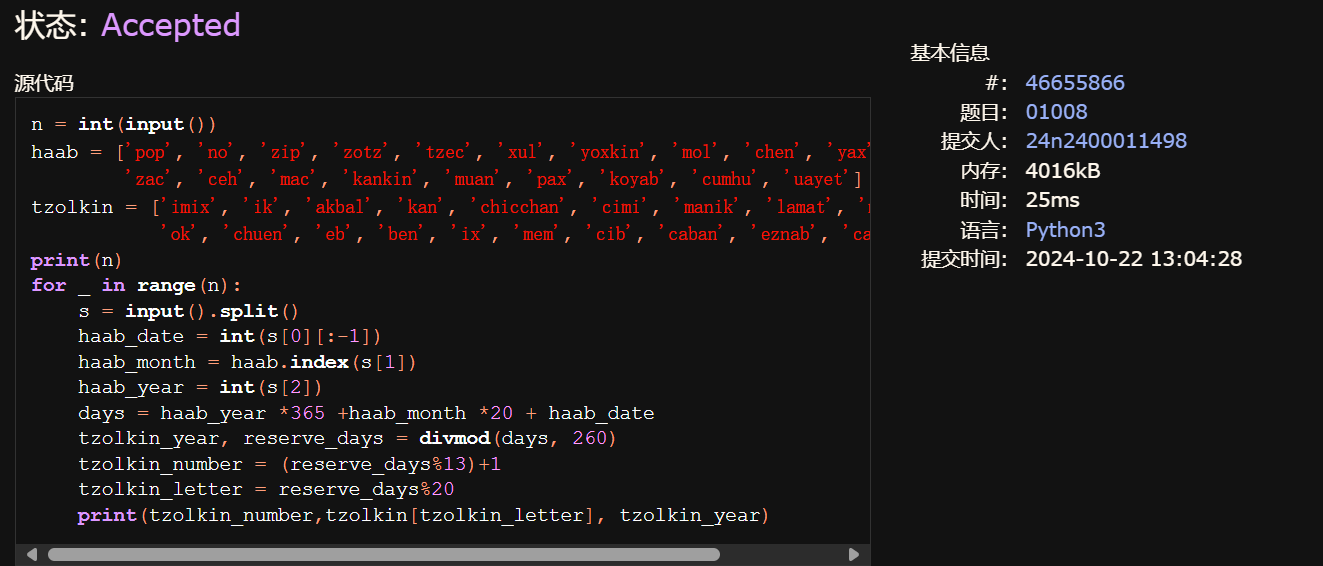 状态: Accepted
源代码
n = int(input())
haab = ['pop', 'no', 'zip', 'zotz', 'tzec', 'xul', 'yoxkin', 'mol', 'chen', 'yax'
'zac', 'ceh', 'mac', 'kankin', 'muan', 'pax', 'koyab', 'cumhu', 'uayet']
tzolkin = ['imix', 'ik', 'akbal', 'kan', 'chicchan', 'cimi', 'manik', 'lamat', '
'ok', 'chuen', 'eb', 'ben', 'ix', 'mem', 'cib', 'caban', 'eznab', 'ca
print(n)
for _ in range(n):
s = input().split()
haab_date = int(s[0][:-1])
haab_month = haab.index(s[1])
haab_year = int(s[2])
days = haab_year *365 +haab_month *20 + haab_date
tzolkin_year, reserve_days = divmod(days, 260)
tzolkin_number = (reserve_days%13)+1
tzolkin_letter = reserve_days%20
print(tzolkin_number,tzolkin[tzolkin_letter], tzolkin_year)
基本信息
#: 46655866
题目: 01008
提交人: 24n2400011498
内存: 4016kB
时间: 25ms
语言: Python3
提交时间: 2024-10-22 13:04:28